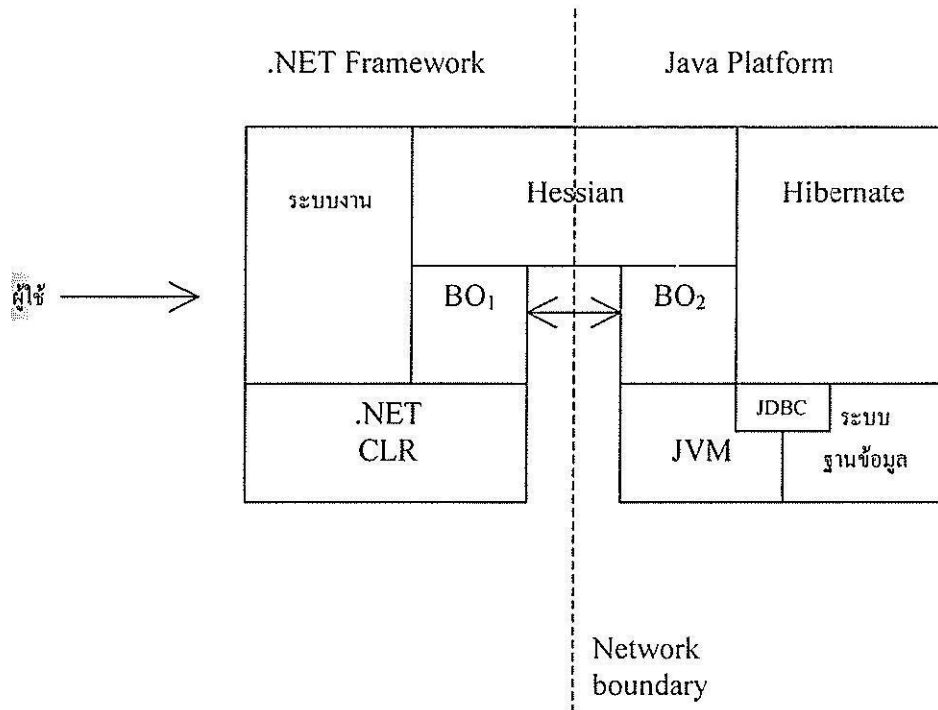 .NET Framework
Java Platform
ระบบงาน
Hessian
Hibernate
ผู้ใช้
BO₁
BO₂
.NET
CLR
JVM
JDBC
ระบบ
ฐานข้อมูล
Network
boundary